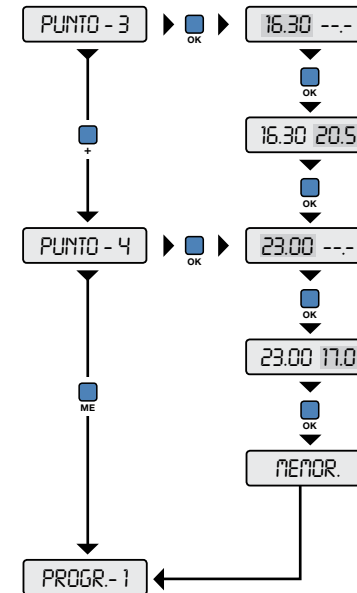 PUNTO - 3
OK
16.30 --.-
OK
+
16.30 20.5
OK
PUNTO - 4
OK
23.00 --.-
OK
23.00 17.0
ME
OK
MEMOR.
PROGR.- 1